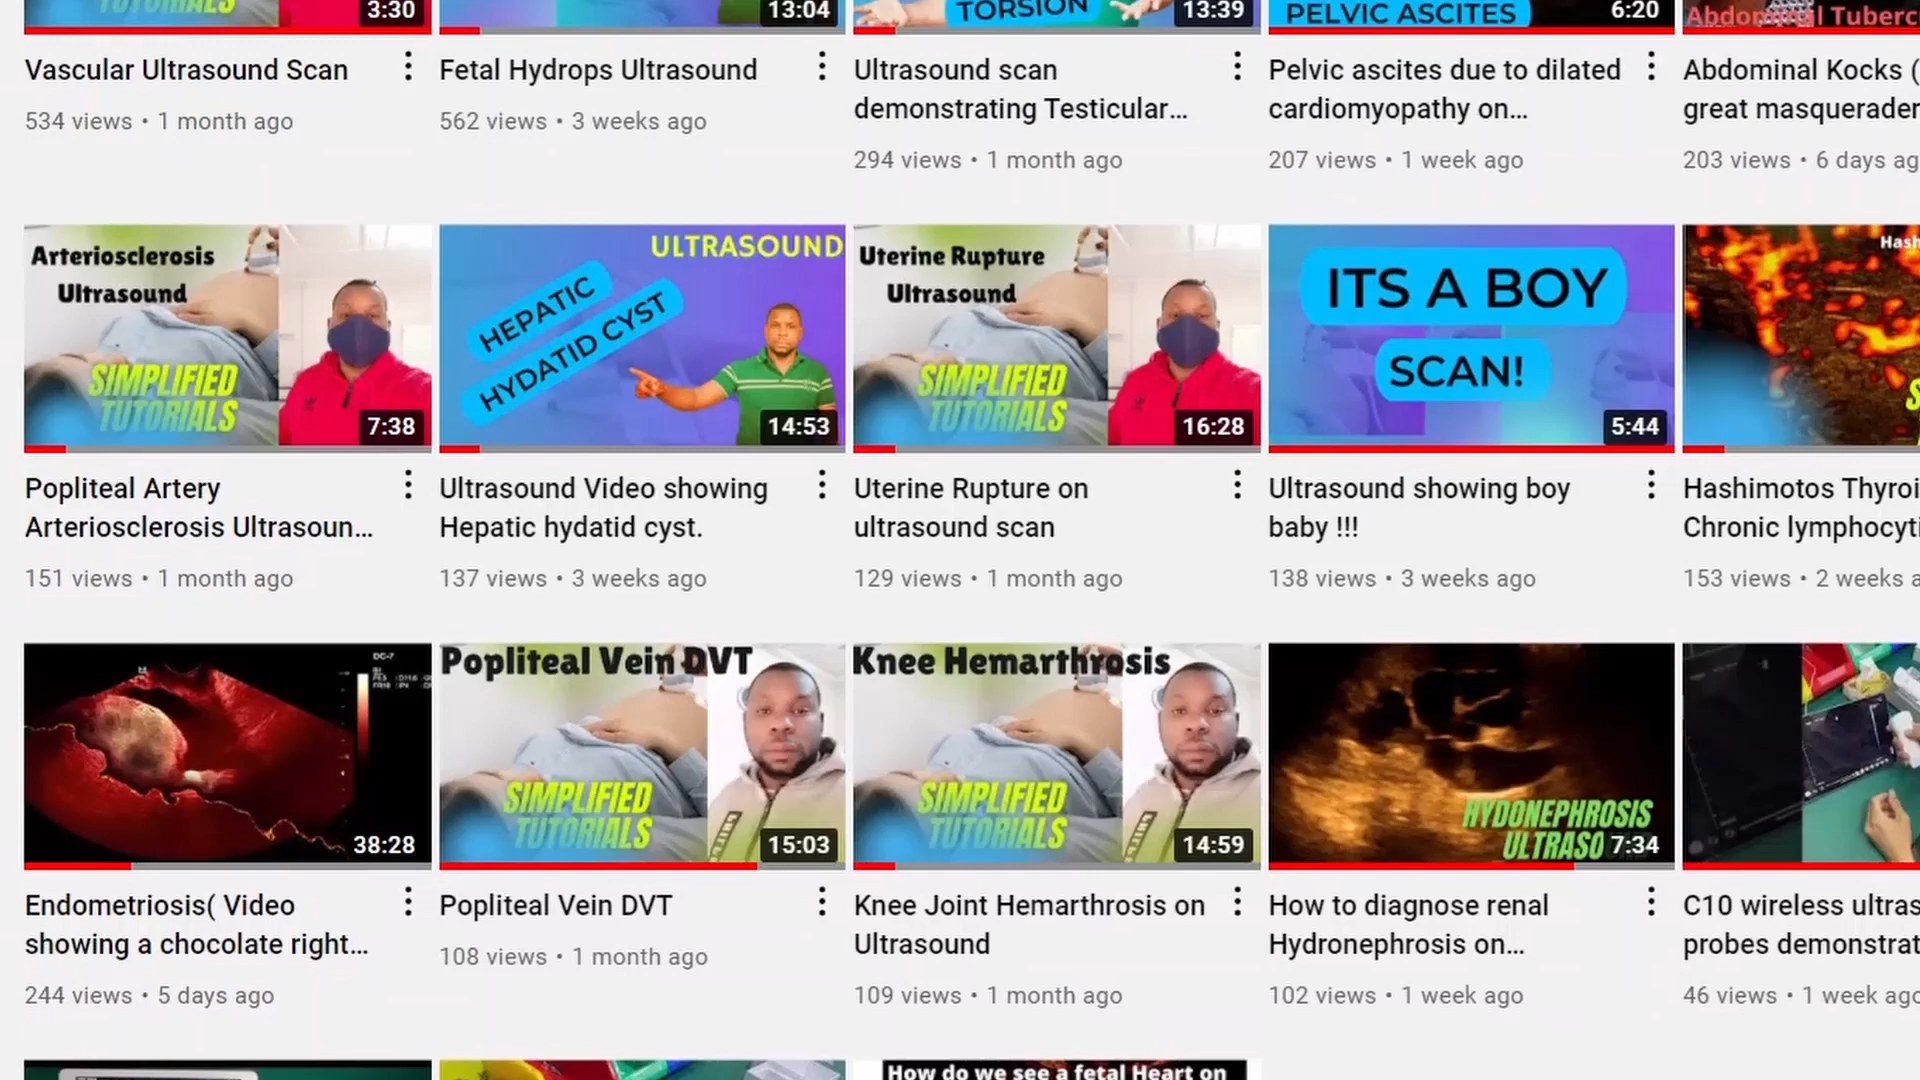 TUTORIALS
3:30
13:04
TORSION
13:39
PELVIC ASCITES
6:20
Vascular Ultrasound Scan
534 views • 1 month ago
Fetal Hydrops Ultrasound
562 views • 3 weeks ago
Ultrasound scan
demonstrating Testicular...
294 views • 1 month ago
Pelvic ascites due to dilated
cardiomyopathy on...
207 views • 1 week ago
Abdominal Tuberc
Abdominal Kocks (
great masquerader
203 views • 6 days ag
Arteriosclerosis
Ultrasound
SIMPLIFIED
TUTORIALS
7:38
ULTRASOUND
HEPATIC
HYDATID CYST
14:53
Uterine Rupture
Ultrasound
SIMPLIFIED
TUTORIALS
16:28
ITS A BOY
SCAN!
5:44
Hash
S
Popliteal Artery
Arteriosclerosis Ultrasoun...
151 views • 1 month ago
Ultrasound Video showing
Hepatic hydatid cyst.
137 views • 3 weeks ago
Uterine Rupture on
ultrasound scan
129 views • 1 month ago
Ultrasound showing boy
baby !!!
138 views • 3 weeks ago
Hashimotos Thyroi
Chronic lymphocyti
153 views • 2 weeks a
DC-7
38:28
Popliteal Vein DVT
SIMPLIFIED
TUTORIALS
15:03
Knee Hemarthrosis
SIMPLIFIED
TUTORIALS
14:59
HYDONEPHROSIS
ULTRASO
7:34
Endometriosis( Video
showing a chocolate right...
244 views • 5 days ago
Popliteal Vein DVT
108 views • 1 month ago
Knee Joint Hemarthrosis on
Ultrasound
109 views • 1 month ago
How to diagnose renal
Hydronephrosis on...
102 views • 1 week ago
C10 wireless ultras
probes demonstrat
46 views • 1 week ago
How do we see a fetal Heart on